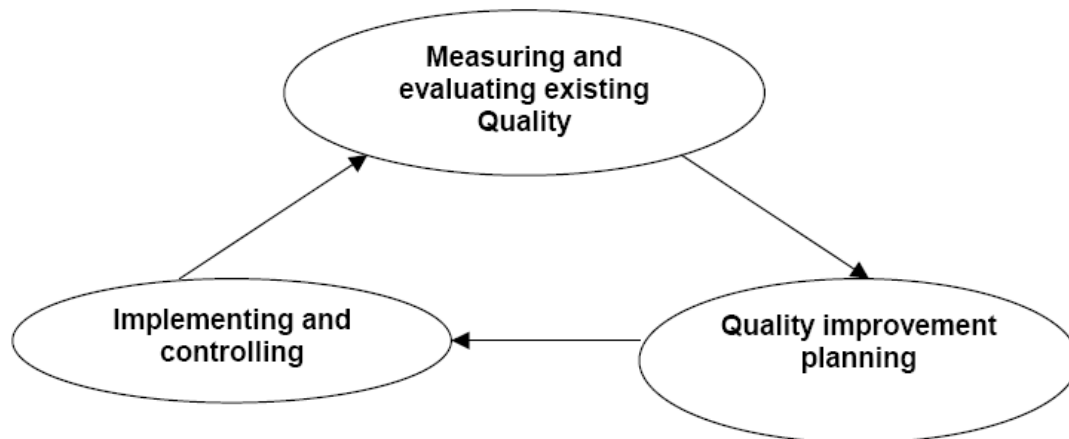 Measuring and
evaluating existing
Quality
Implementing and
controlling
Quality improvement
planning